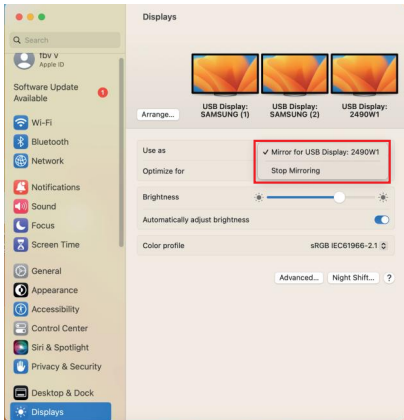 Displays
Search
fbv v
Apple ID
Software Update
Available
1
Wi-Fi
Bluetooth
Network
Notifications
Sound
Focus
Screen Time
General
Appearance
Accessibility
Control Center
Siri & Spotlight
Privacy & Security
Desktop & Dock
Displays
Arrange...
USB Display:
SAMSUNG (1)
USB Display:
SAMSUNG (2)
USB Display:
2490W1
Use as
✓ Mirror for USB Display: 2490W1
Stop Mirroring
Optimize for
Brightness
Automatically adjust brightness
Color profile
sRGB IEC61966-2.1
Advanced...
Night Shift...
?